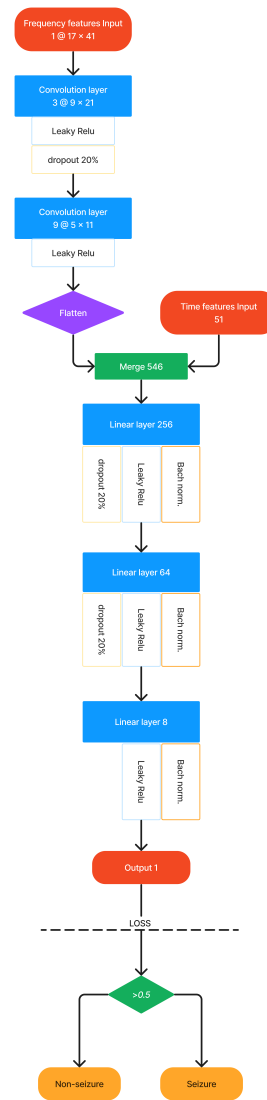 Frequency features Input
1 @ 17 × 41
Convolution layer
3 @ 9 × 21
Leaky Relu
dropout 20%
Convolution layer
9 @ 5 × 11
Leaky Relu
Flatten
Time features Input
51
Merge 546
Linear layer 256
dropout 20%
Leaky Relu
Bach norm.
Linear layer 64
dropout 20%
Leaky Relu
Bach norm.
Linear layer 8
Leaky Relu
Bach norm.
Output 1
LOSS
>0.5
Non-seizure
Seizure